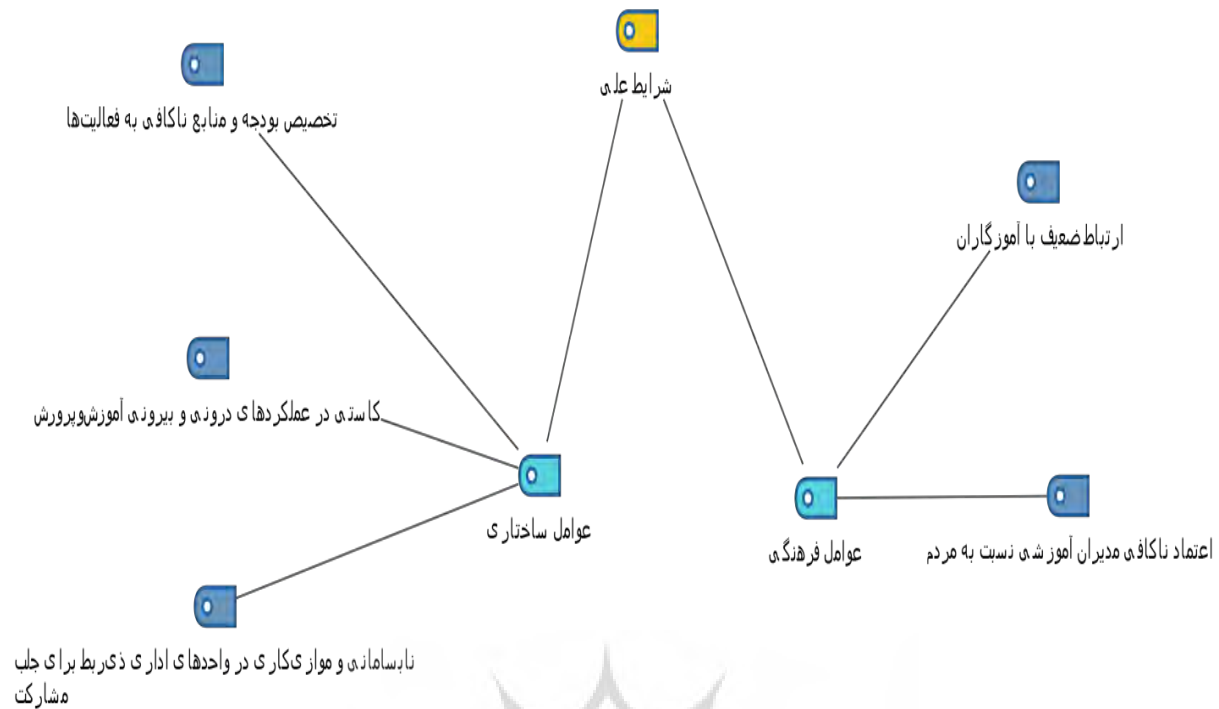 شرایط علی
تخصیص بودجه و منابع ناکافی به فعالیت‌ها
ارتباط ضعیف با آموزگاران
کاستی در عملکردهای درونی و بیرونی آموزش‌وپرورش
عوامل ساختاری
عوامل فرهنگی
اعتماد ناکافی مدیران آموزشی نسبت به مردم
نابسامانی و موازی‌کاری در واحدهای اداری ذی‌ربط برای جلب
مشارکت